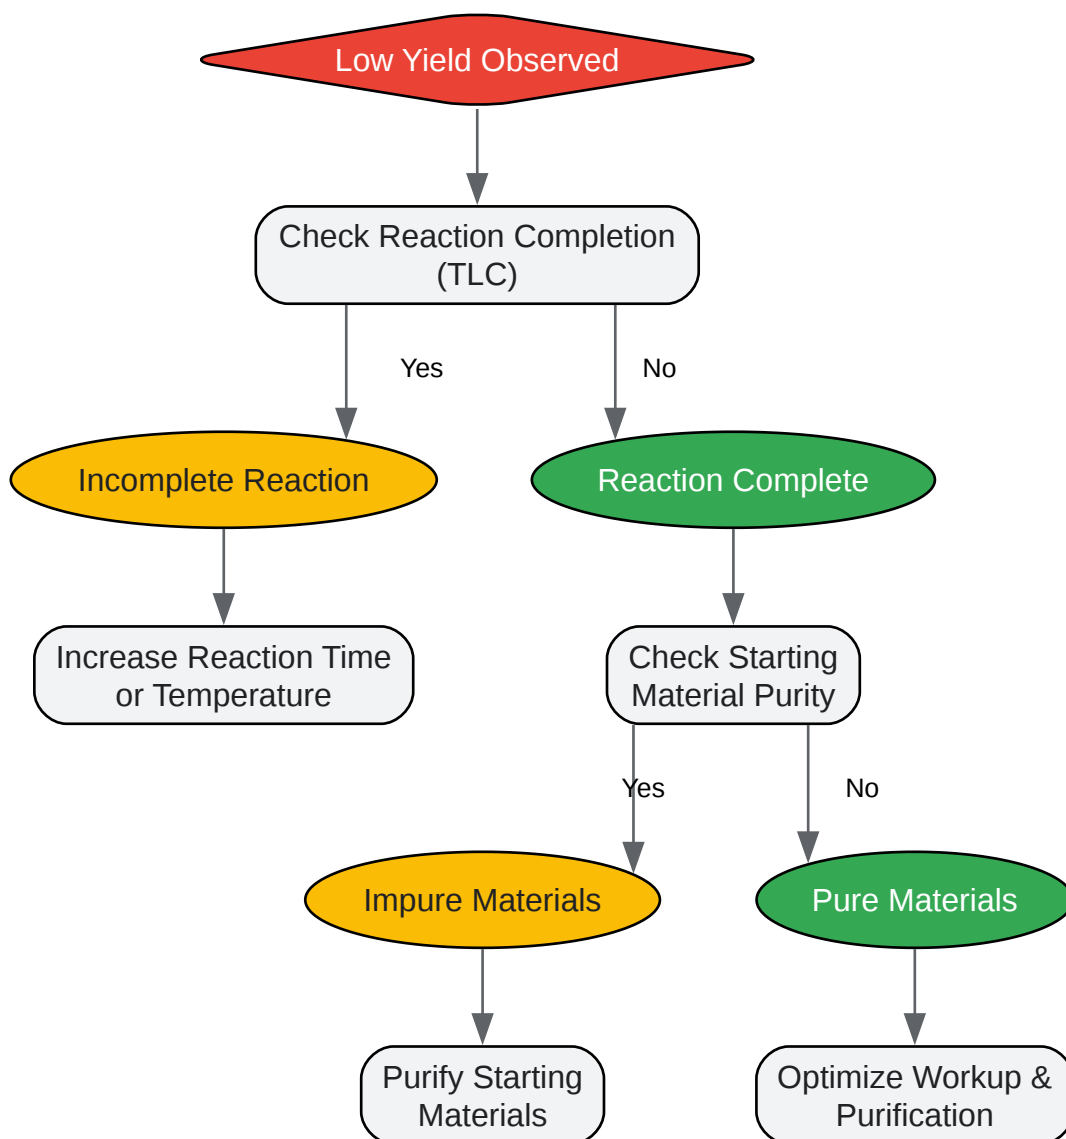 Low Yield Observed
Check Reaction Completion
(TLC)
Yes
No
Incomplete Reaction
Reaction Complete
Increase Reaction Time
or Temperature
Check Starting
Material Purity
Yes
No
Impure Materials
Pure Materials
Purify Starting
Materials
Optimize Workup &
Purification